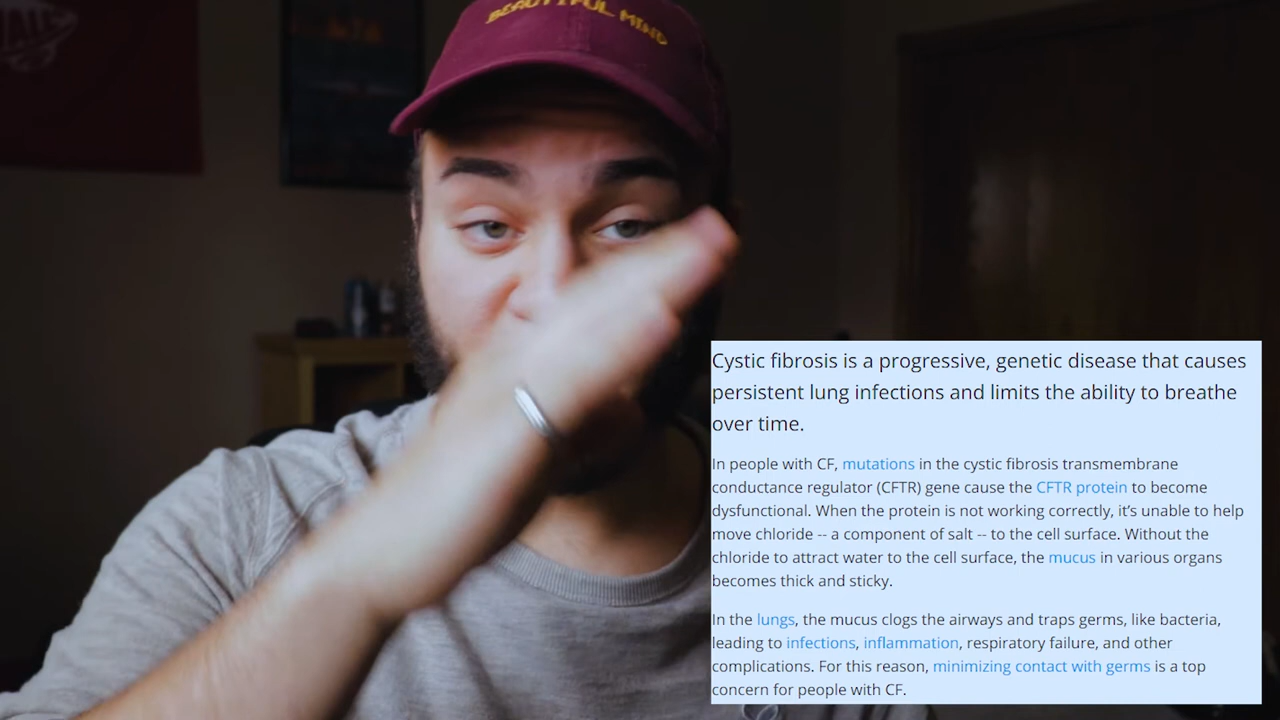 BEAUTIFUL MIND
Cystic fibrosis is a progressive, genetic disease that causes
persistent lung infections and limits the ability to breathe
over time.
In people with CF, mutations in the cystic fibrosis transmembrane
conductance regulator (CFTR) gene cause the CFTR protein to become
dysfunctional. When the protein is not working correctly, it’s unable to help
move chloride -- a component of salt -- to the cell surface. Without the
chloride to attract water to the cell surface, the mucus in various organs
becomes thick and sticky.
In the lungs, the mucus clogs the airways and traps germs, like bacteria,
leading to infections, inflammation, respiratory failure, and other
complications. For this reason, minimizing contact with germs is a top
concern for people with CF.